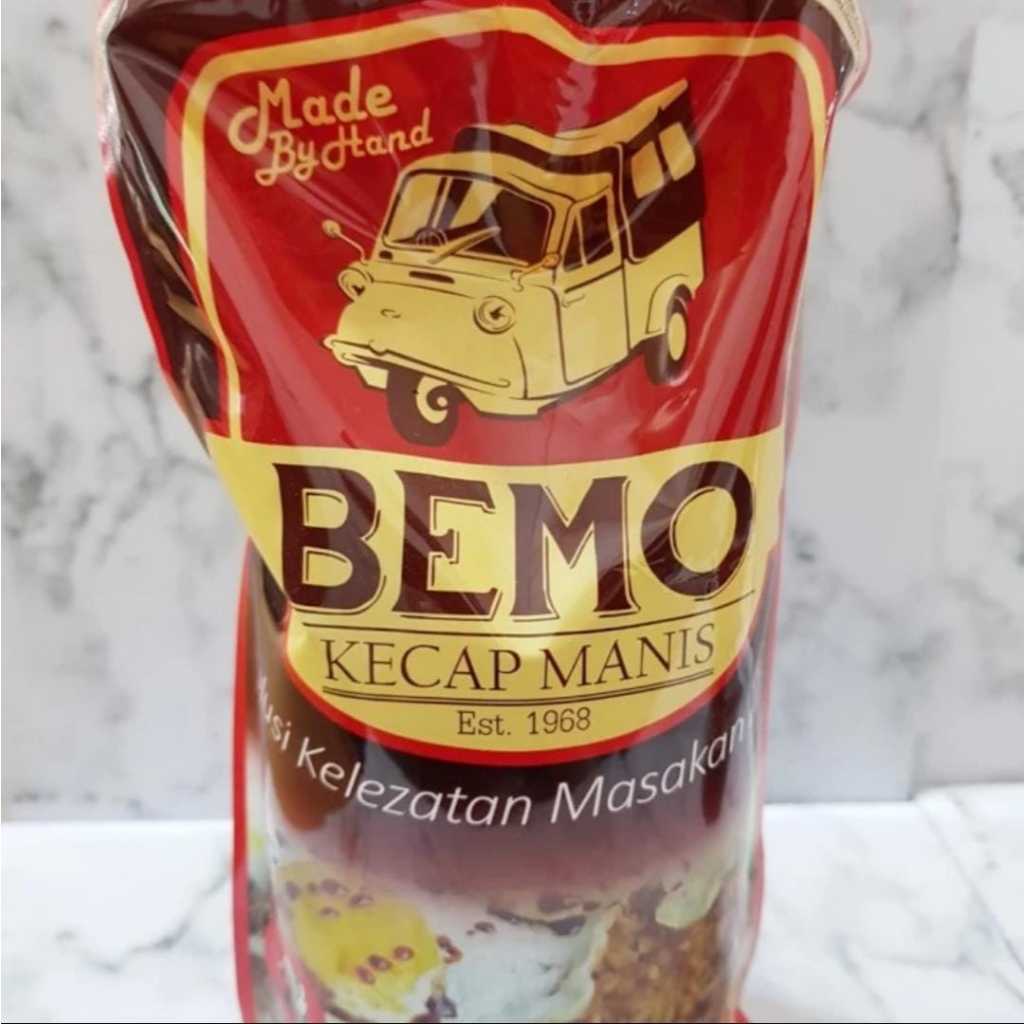 Made
By Hand
BEMO
KECAP MANIS
Est. 1968
Kelezatan Masakan